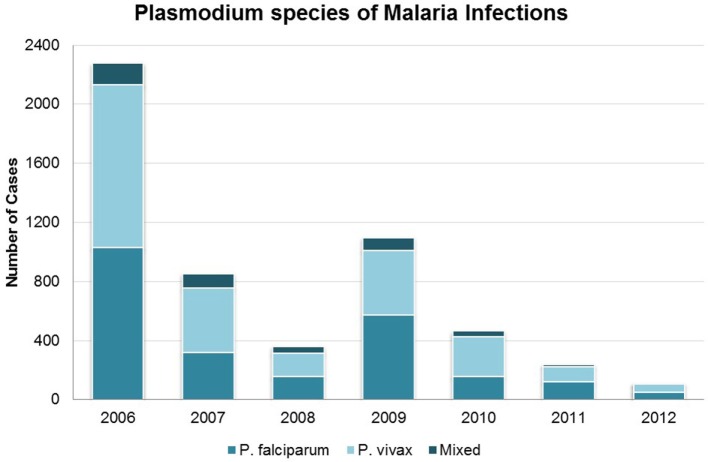 Plasmodium species of Malaria Infections
2400
2000
1600
1200
800
400
0
Number of Cases
2006 2007 2008 2009 2010 2011 2012
P. falciparum P. vivax Mixed